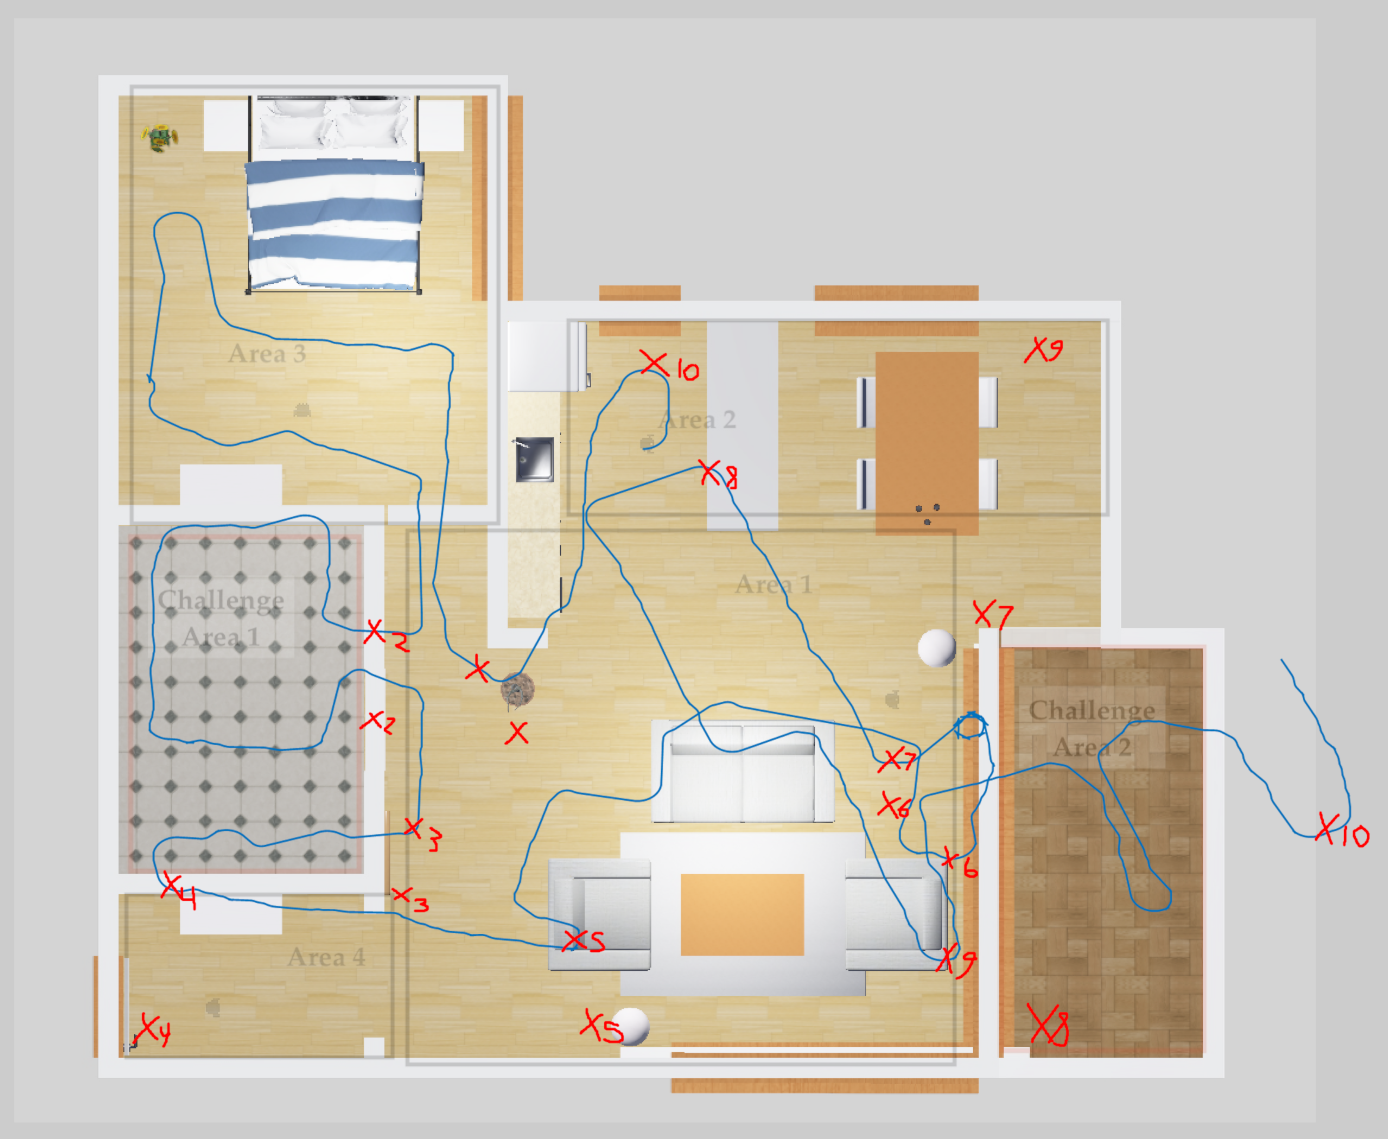 Area 3
X10
X9
Area 2
X8
Area 1
Challenge
Area 1
X7
X2
X
Challenge
Area 2
X2
X
X7
X6
X3
X10
X6
X4
X3
X5
X9
Area 4
X4
X5
X8